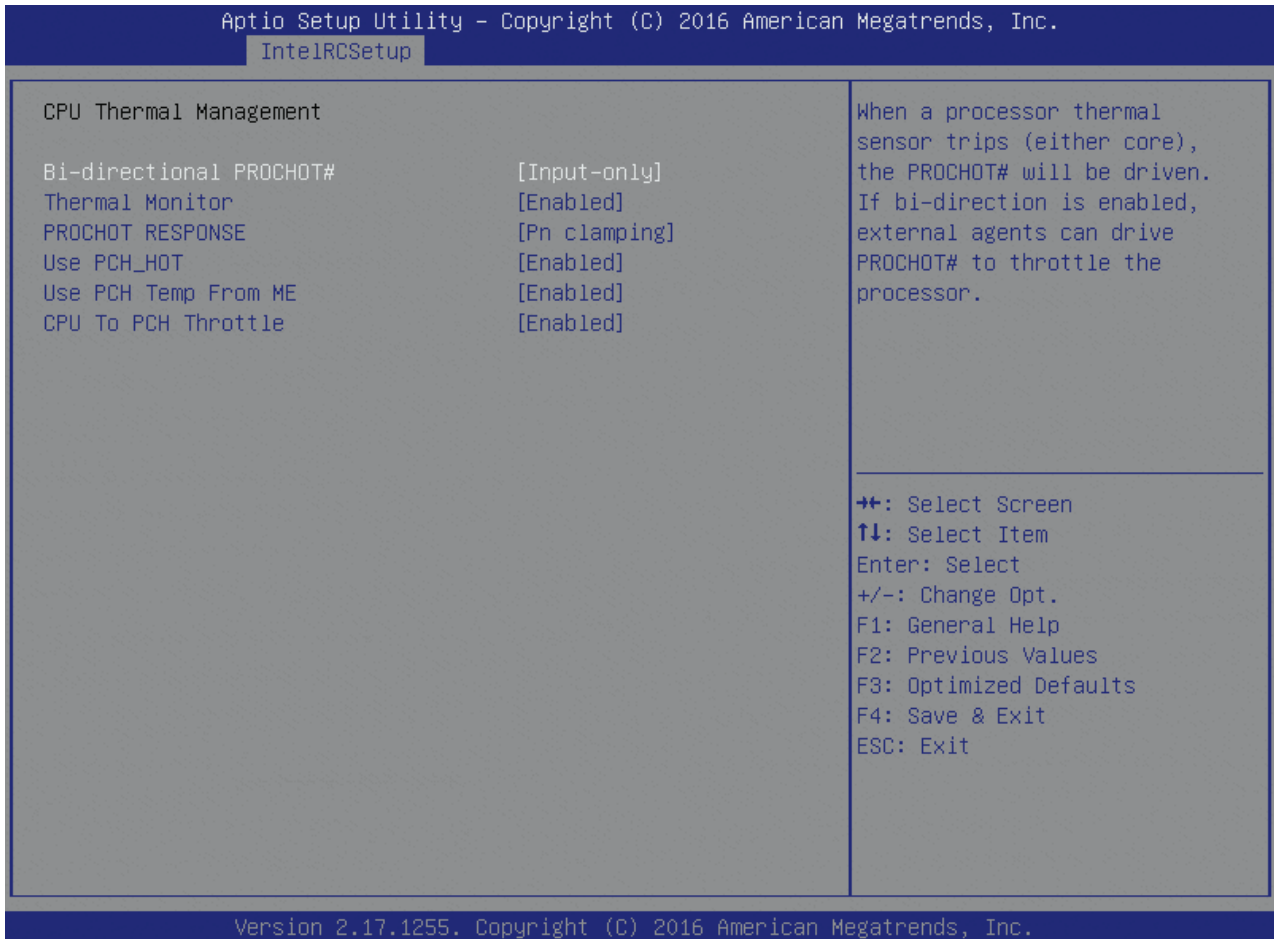 Aptio Setup Utility – Copyright (C) 2016 American Megatrends, Inc.
IntelRCSetup
CPU Thermal Management
Bi-directional PROCHOT# [Input-only]
Thermal Monitor [Enabled]
PROCHOT RESPONSE [Pn clamping]
Use PCH_HOT [Enabled]
Use PCH Temp From ME [Enabled]
CPU To PCH Throttle [Enabled]
When a processor thermal
sensor trips (either core),
the PROCHOT# will be driven.
If bi-direction is enabled,
external agents can drive
PROCHOT# to throttle the
processor.
→←: Select Screen
↑↓: Select Item
Enter: Select
+/-: Change Opt.
F1: General Help
F2: Previous Values
F3: Optimized Defaults
F4: Save & Exit
ESC: Exit
Version 2.17.1255. Copyright (C) 2016 American Megatrends, Inc.